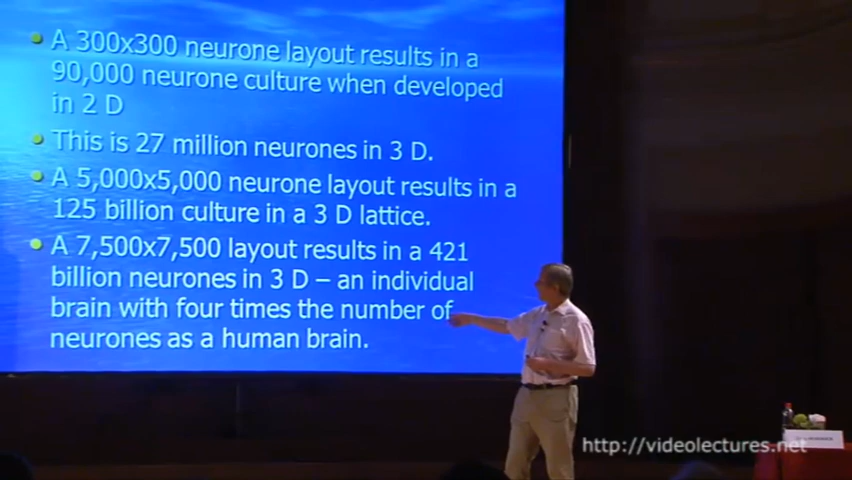 A 300x300 neurone layout results in a
90,000 neurone culture when developed
in 2 D
This is 27 million neurones in 3 D.
A 5,000x5,000 neurone layout results in a
125 billion culture in a 3 D lattice.
A 7,500x7,500 layout results in a 421
billion neurones in 3 D – an individual
brain with four times the number of
neurones as a human brain.
http://videolectures.net